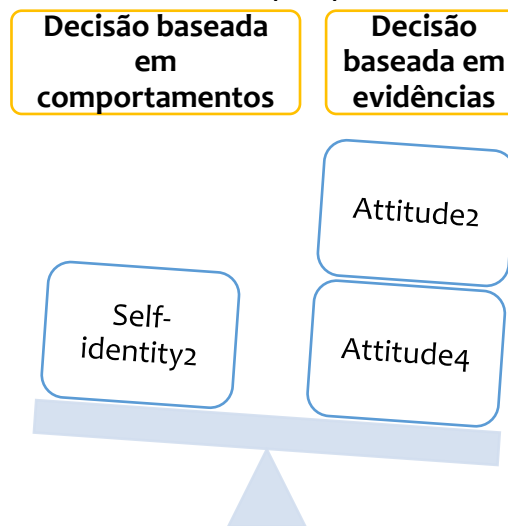 Decisão baseada
em
comportamentos
Decisão
baseada em
evidências
Attitude2
Self-
identity2
Attitude4